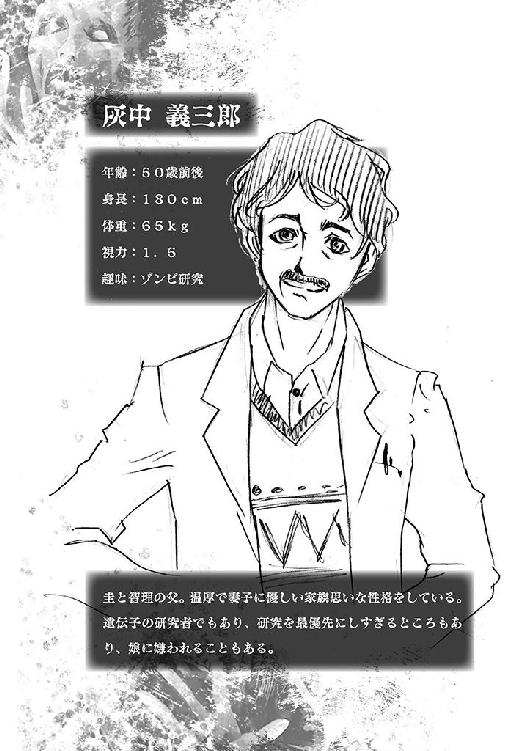 灰中 義三郎
年齢：５０歳前後
身長：１８０ｃｍ
体重：６５ｋｇ
視力：１．５
趣味：ゾンビ研究
圭と智理の父。温厚で妻子に優しい家族思いな性格をしている。
遺伝子の研究者でもあり、研究を最優先にしすぎるところもあ
り、娘に嫌われることもある。